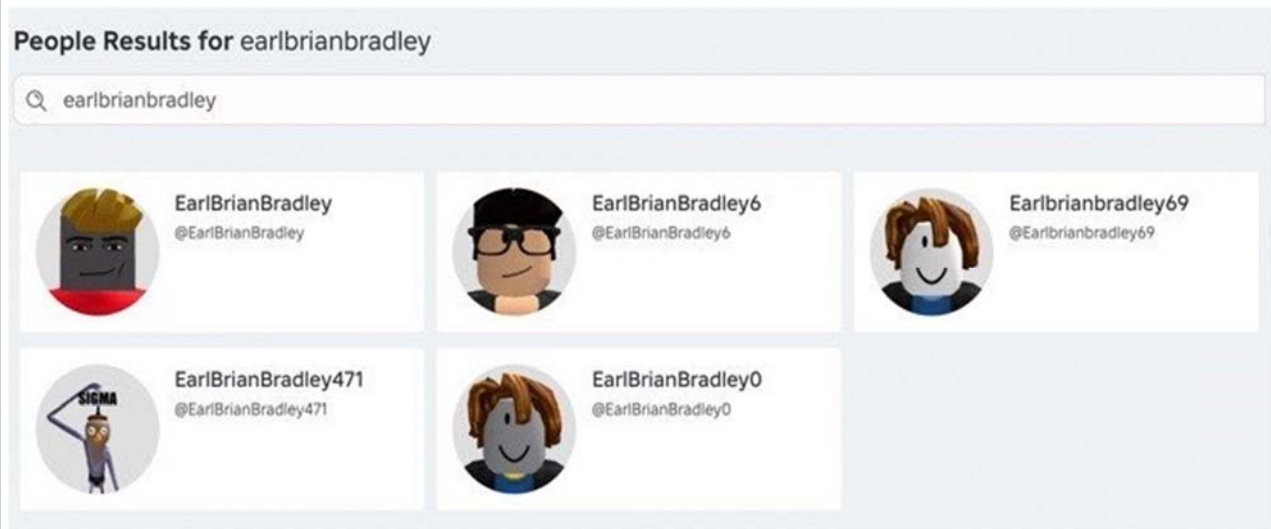 People Results for earlbrianbradley
earlbrianbradley
EarlBrianBradley
@EarlBrianBradley
EarlBrianBradley6
@EarlBrianBradley6
Earlbrianbradley69
@Earlbrianbradley69
SIGMA
EarlBrianBradley471
@EarlBrianBradley471
EarlBrianBradley0
@EarlBrianBradley0